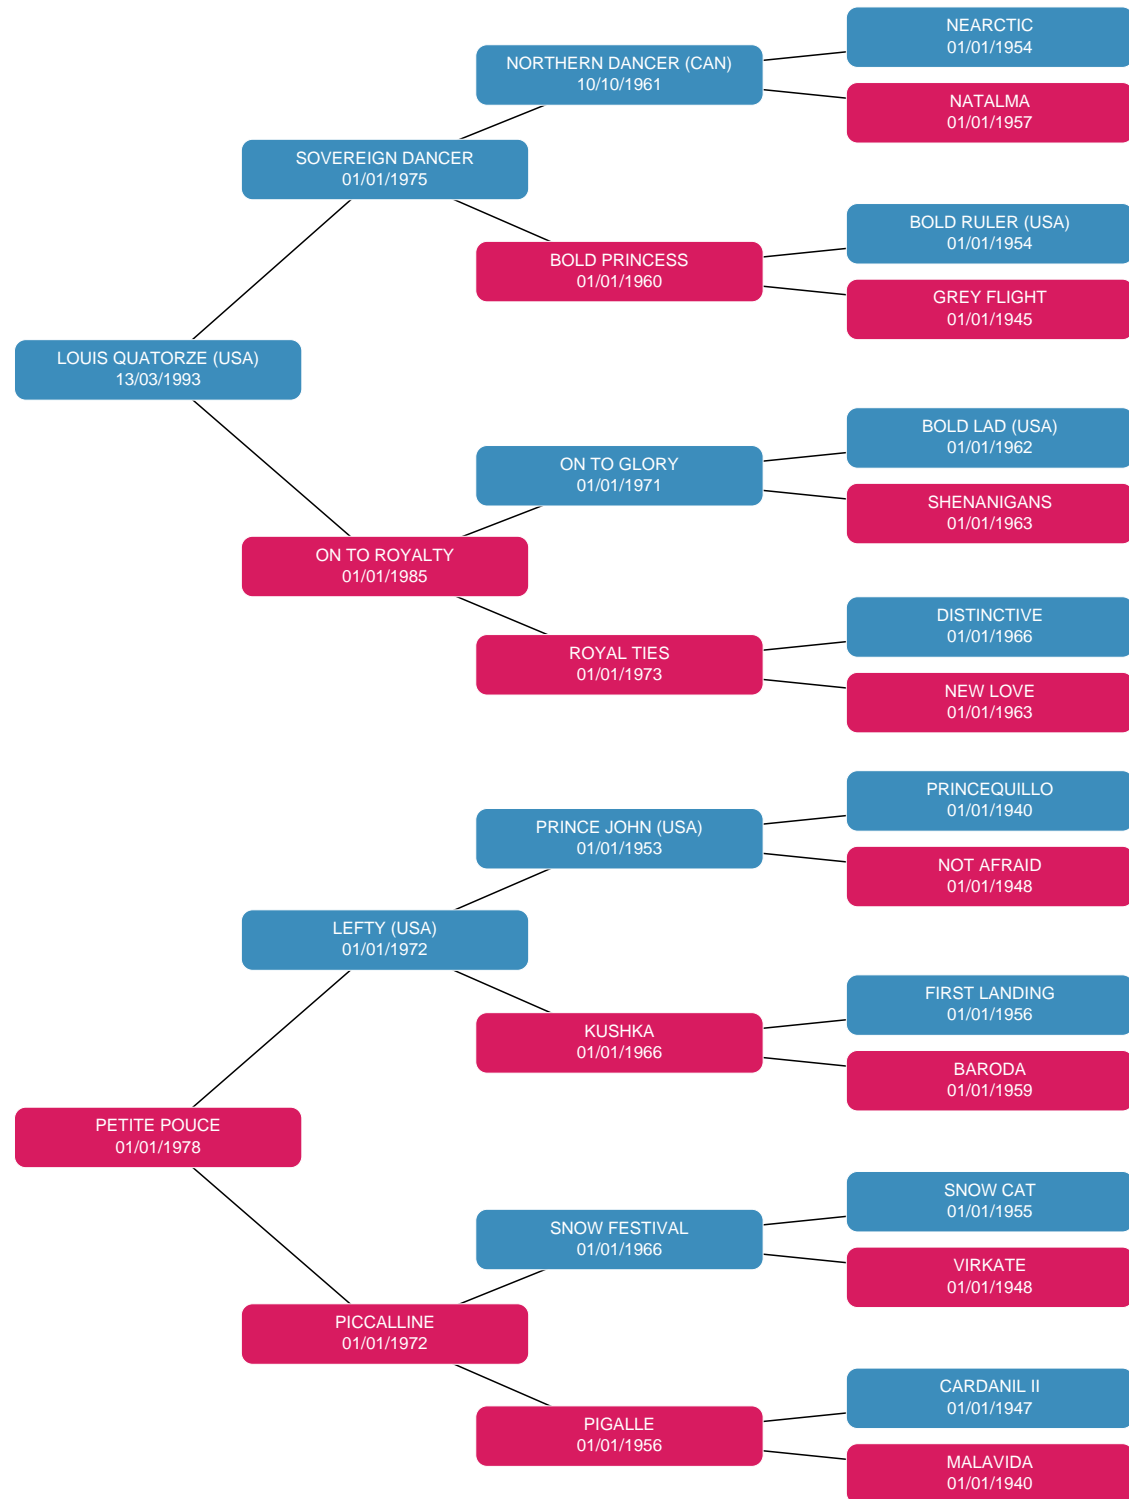 NEARCTIC
01/01/1954
NORTHERN DANCER (CAN)
10/10/1961
NATALMA
01/01/1957
SOVEREIGN DANCER
01/01/1975
BOLD RULER (USA)
01/01/1954
BOLD PRINCESS
01/01/1960
GREY FLIGHT
01/01/1945
LOUIS QUATORZE (USA)
13/03/1993
BOLD LAD (USA)
01/01/1962
ON TO GLORY
01/01/1971
SHENANIGANS
01/01/1963
ON TO ROYALTY
01/01/1985
DISTINCTIVE
01/01/1966
ROYAL TIES
01/01/1973
NEW LOVE
01/01/1963
PRINCEQUILLO
01/01/1940
PRINCE JOHN (USA)
01/01/1953
NOT AFRAID
01/01/1948
LEFTY (USA)
01/01/1972
FIRST LANDING
01/01/1956
KUSHKA
01/01/1966
BARODA
01/01/1959
PETITE POUCE
01/01/1978
SNOW CAT
01/01/1955
SNOW FESTIVAL
01/01/1966
VIRKATE
01/01/1948
PICCALLINE
01/01/1972
CARDANIL II
01/01/1947
PIGALLE
01/01/1956
MALAVIDA
01/01/1940